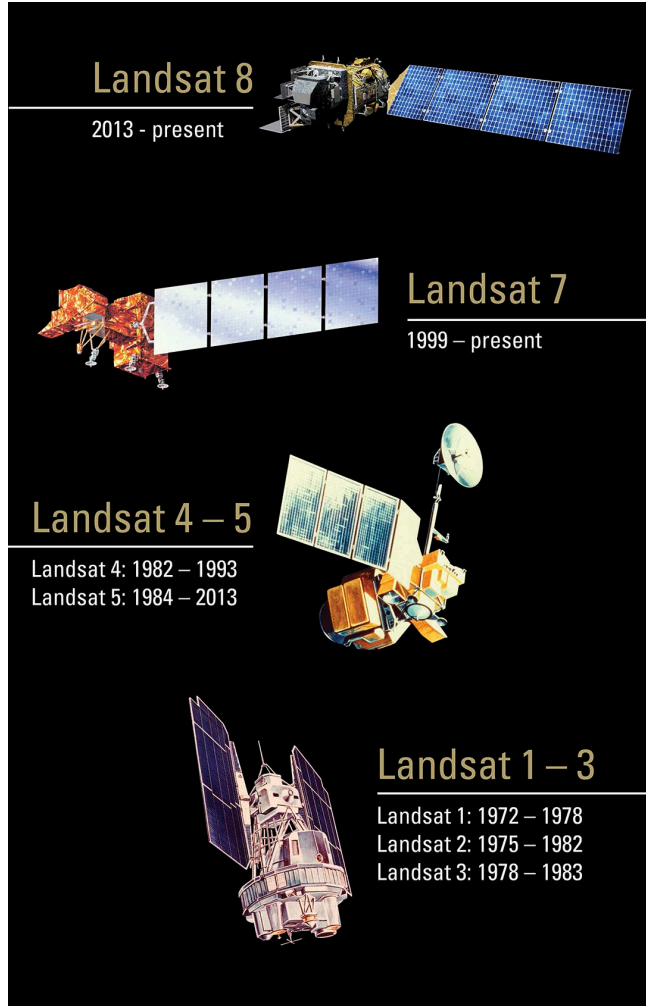 Landsat 8
2013 - present
Landsat 7
1999 – present
Landsat 4 – 5
Landsat 4: 1982 – 1993
Landsat 5: 1984 – 2013
Landsat 1 – 3
Landsat 1: 1972 – 1978
Landsat 2: 1975 – 1982
Landsat 3: 1978 – 1983